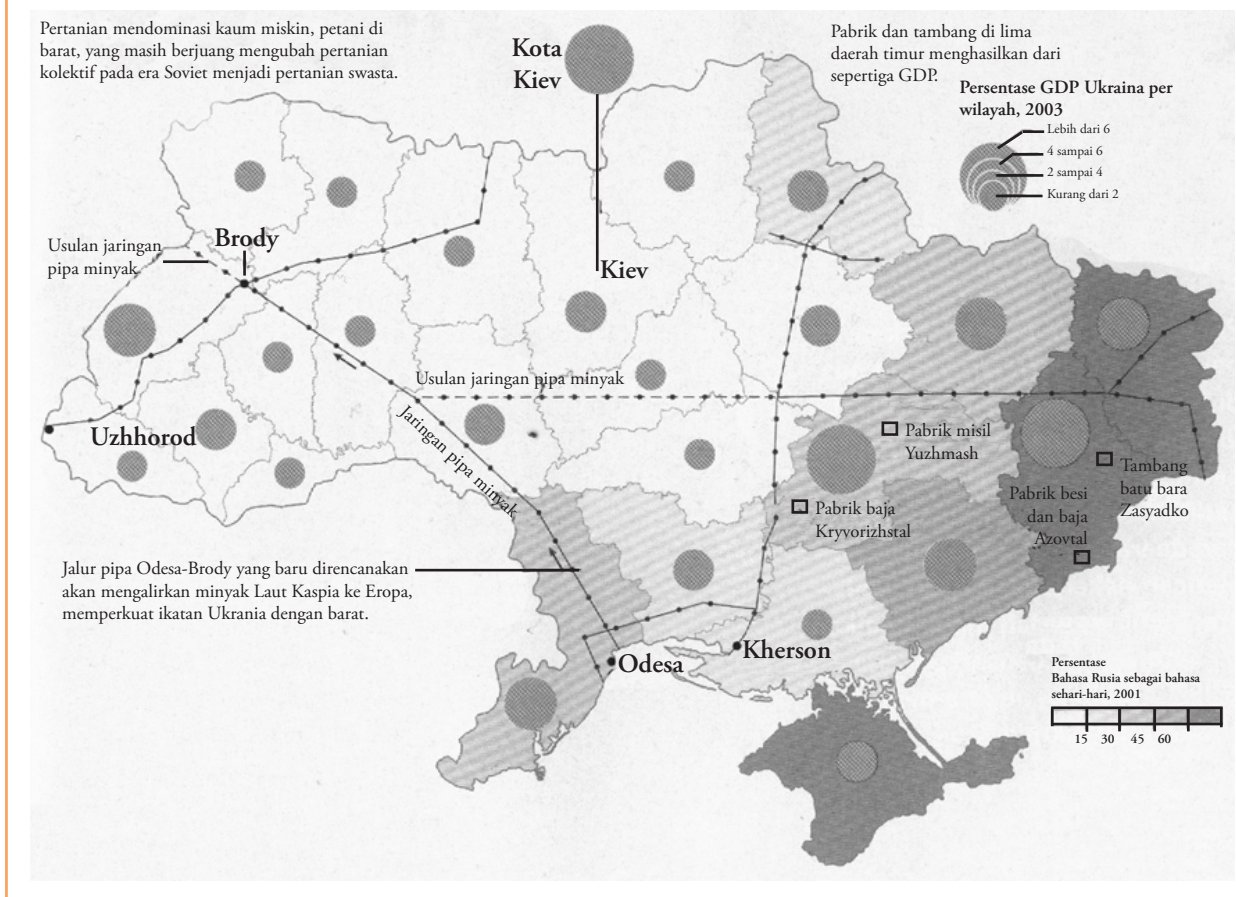 Pertanian mendominasi kaum miskin, petani di
barat, yang masih berjuang mengubah pertanian
kolektif pada era Soviet menjadi pertanian swasta.
Kota
Kiev
Pabrik dan tambang di lima
daerah timur menghasilkan dari
sepertiga GDP.
Persentase GDP Ukraina per
wilayah, 2003
Lebih dari 6
4 sampai 6
2 sampai 4
Kurang dari 2
Usulan jaringan
pipa minyak
Brody
Kiev
Usulan jaringan pipa minyak
Jaringan pipa minyak
Uzhhorod
Pabrik misil
Yuzhmash
Pabrik baja
Kryvorizhstal
Pabrik besi
dan baja
Azovtal
Tambang
batu bara
Zasyadko
Jalur pipa Odesa-Brody yang baru direncanakan
akan mengalirkan minyak Laut Kaspia ke Eropa,
memperkuat ikatan Ukrania dengan barat.
Odesa
Kherson
Persentase
Bahasa Rusia sebagai bahasa
sehari-hari, 2001
15 30 45 60